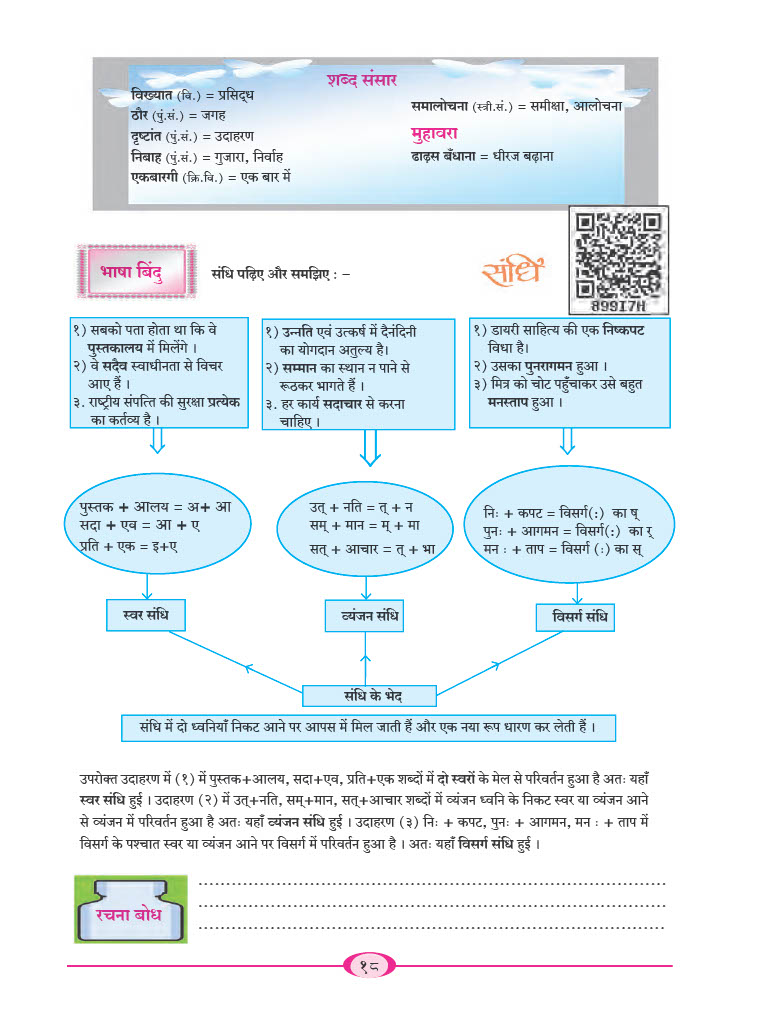 शब्द संसार
विख्यात (वि.) = प्रसिद्ध
ठौर (पुं.सं.) = जगह
दृष्टांत (पुं.सं.) = उदाहरण
निबाह (पुं.सं.) = गुजारा, निर्वाह
एकबारगी (क्रि.वि.) = एक बार में
समालोचना (स्त्री.सं.) = समीक्षा, आलोचना
मुहावरा
ढाढ़स बँधाना = धीरज बढ़ाना
भाषा बिंदु
संधि पढ़िए और समझिए : –
संधि
899I7H
१) सबको पता होता था कि वे
पुस्तकालय में मिलेंगे ।
२) वे सदैव स्वाधीनता से विचर
आए हैं ।
३. राष्ट्रीय संपत्ति की सुरक्षा प्रत्येक
का कर्तव्य है ।
१) उन्नति एवं उत्कर्ष में दैनंदिनी
का योगदान अतुल्य है।
२) सम्मान का स्थान न पाने से
रूठकर भागते हैं ।
३. हर कार्य सदाचार से करना
चाहिए ।
१) डायरी साहित्य की एक निष्कपट
विधा है।
२) उसका पुनरागमन हुआ ।
३) मित्र को चोट पहुँचाकर उसे बहुत
मनस्ताप हुआ ।
पुस्तक + आलय = अ+ आ
सदा + एव = आ + ए
प्रति + एक = इ+ए
उत् + नति = त् + न
सम् + मान = म् + मा
सत् + आचार = त् + भा
निः + कपट = विसर्ग(:) का ष्
पुनः + आगमन = विसर्ग(:) का र्
मन : + ताप = विसर्ग (:) का स्
स्वर संधि
व्यंजन संधि
विसर्ग संधि
संधि के भेद
संधि में दो ध्वनियाँ निकट आने पर आपस में मिल जाती हैं और एक नया रूप धारण कर लेती हैं ।
उपरोक्त उदाहरण में (१) में पुस्तक+आलय, सदा+एव, प्रति+एक शब्दों में दो स्वरों के मेल से परिवर्तन हुआ है अतः यहाँ
स्वर संधि हुई । उदाहरण (२) में उत्+नति, सम्+मान, सत्+आचार शब्दों में व्यंजन ध्वनि के निकट स्वर या व्यंजन आने
से व्यंजन में परिवर्तन हुआ है अतः यहाँ व्यंजन संधि हुई । उदाहरण (३) निः + कपट, पुनः + आगमन, मन : + ताप में
विसर्ग के पश्चात स्वर या व्यंजन आने पर विसर्ग में परिवर्तन हुआ है । अतः यहाँ विसर्ग संधि हुई ।
रचना बोध
१८